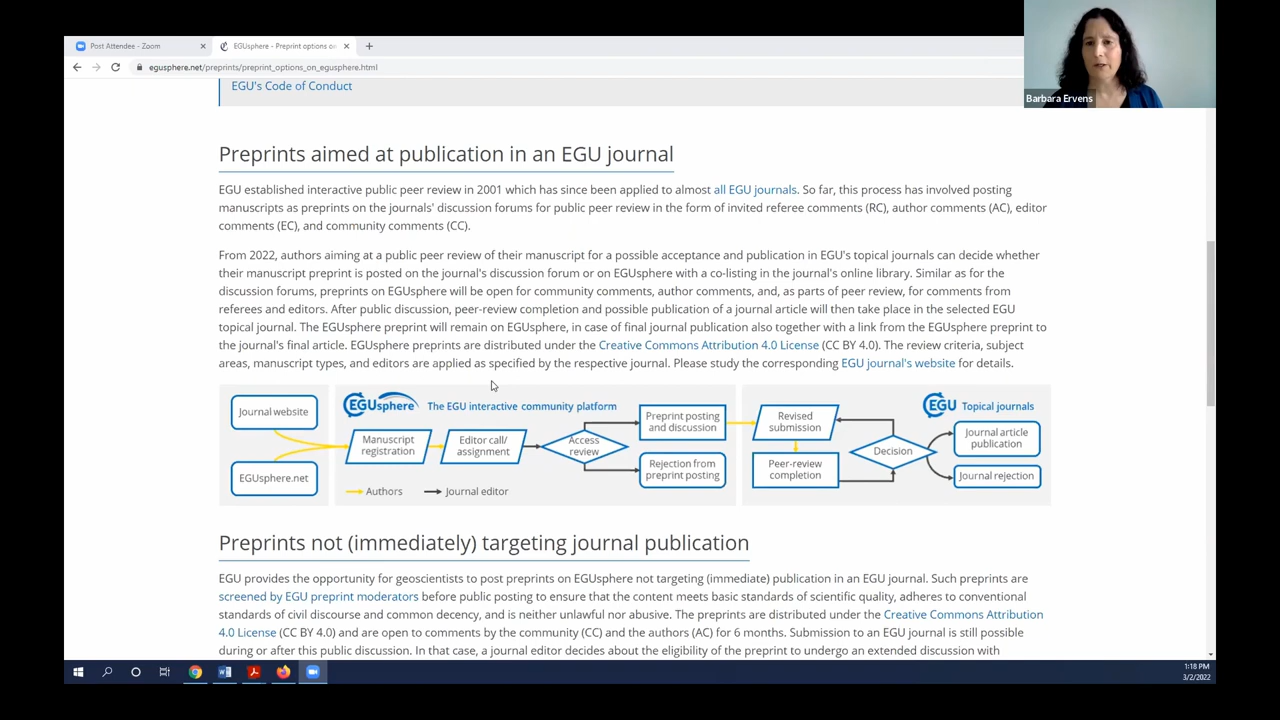 Post Attendee - Zoom
EGUsphere - Preprint options on
egusphere.net/preprints/preprint_options_on_egusphere.html
Barbara Ervens
EGU's Code of Conduct
Preprints aimed at publication in an EGU journal
EGU established interactive public peer review in 2001 which has since been applied to almost all EGU journals. So far, this process has involved posting
manuscripts as preprints on the journals' discussion forums for public peer review in the form of invited referee comments (RC), author comments (AC), editor
comments (EC), and community comments (CC).
From 2022, authors aiming at a public peer review of their manuscript for a possible acceptance and publication in EGU's topical journals can decide whether
their manuscript preprint is posted on the journal's discussion forum or on EGUsphere with a co-listing in the journal's online library. Similar as for the
discussion forums, preprints on EGUsphere will be open for community comments, author comments, and, as parts of peer review, for comments from
referees and editors. After public discussion, peer-review completion and possible publication of a journal article will then take place in the selected EGU
topical journal. The EGUsphere preprint will remain on EGUsphere, in case of final journal publication also together with a link from the EGUsphere preprint to
the journal's final article. EGUsphere preprints are distributed under the Creative Commons Attribution 4.0 License (CC BY 4.0). The review criteria, subject
areas, manuscript types, and editors are applied as specified by the respective journal. Please study the corresponding EGU journal's website for details.
Journal website
EGUsphere.net
EGUsphere The EGU interactive community platform
Manuscript
registration
Editor call/
assignment
Access
review
Preprint posting
and discussion
Rejection from
preprint posting
Authors
Journal editor
EGU Topical journals
Revised
submission
Peer-review
completion
Decision
Journal article
publication
Journal rejection
Preprints not (immediately) targeting journal publication
EGU provides the opportunity for geoscientists to post preprints on EGUsphere not targeting (immediate) publication in an EGU journal. Such preprints are
screened by EGU preprint moderators before public posting to ensure that the content meets basic standards of scientific quality, adheres to conventional
standards of civil discourse and common decency, and is neither unlawful nor abusive. The preprints are distributed under the Creative Commons Attribution
4.0 License (CC BY 4.0) and are open to comments by the community (CC) and the authors (AC) for 6 months. Submission to an EGU journal is still possible
during or after this public discussion. In that case, a journal editor decides about the eligibility of the preprint to undergo an extended discussion with
1:18 PM
3/2/2022